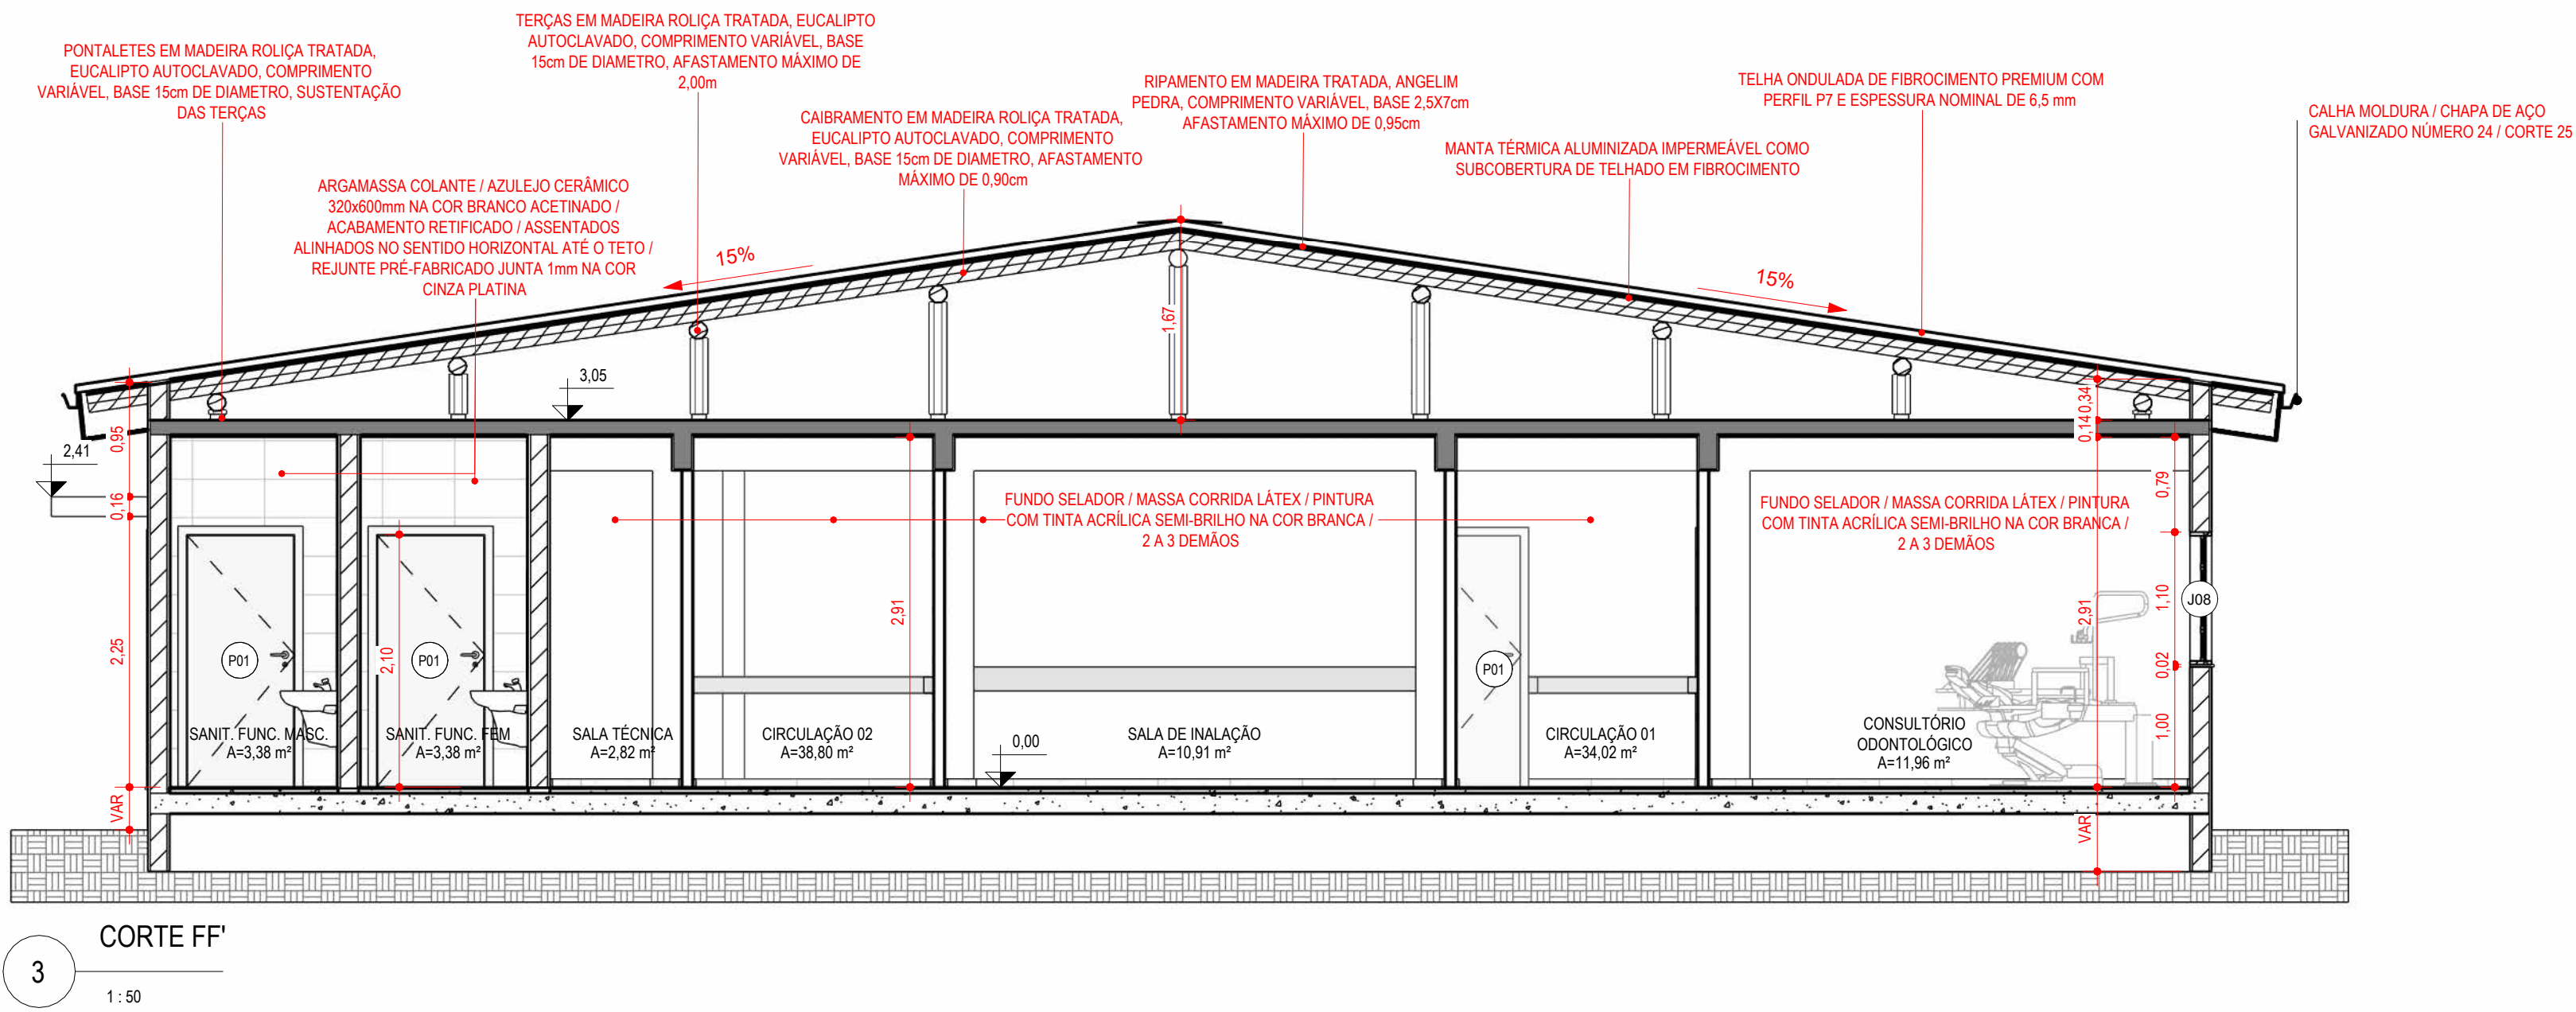 TERÇAS EM MADEIRA ROLIÇA TRATADA, EUCALIPTO
AUTOCLAVADO, COMPRIMENTO VARIÁVEL, BASE
15cm DE DIAMETRO, AFASTAMENTO MÁXIMO DE
2,00m
PONTALETES EM MADEIRA ROLIÇA TRATADA,
EUCALIPTO AUTOCLAVADO, COMPRIMENTO
VARIÁVEL, BASE 15cm DE DIAMETRO, SUSTENTAÇÃO
DAS TERÇAS
RIPAMENTO EM MADEIRA TRATADA, ANGELIM
PEDRA, COMPRIMENTO VARIÁVEL, BASE 2,5X7cm
AFASTAMENTO MÁXIMO DE 0,95cm
TELHA ONDULADA DE FIBROCIMENTO PREMIUM COM
PERFIL P7 E ESPESSURA NOMINAL DE 6,5 mm
CALHA MOLDURA / CHAPA DE AÇO
GALVANIZADO NÚMERO 24 / CORTE 25
CAIBRAMENTO EM MADEIRA ROLIÇA TRATADA,
EUCALIPTO AUTOCLAVADO, COMPRIMENTO
VARIÁVEL, BASE 15cm DE DIAMETRO, AFASTAMENTO
MÁXIMO DE 0,90cm
MANTA TÉRMICA ALUMINIZADA IMPERMEÁVEL COMO
SUBCOBERTURA DE TELHADO EM FIBROCIMENTO
ARGAMASSA COLANTE / AZULEJO CERÂMICO
320x600mm NA COR BRANCO ACETINADO /
ACABAMENTO RETIFICADO / ASSENTADOS
ALINHADOS NO SENTIDO HORIZONTAL ATÉ O TETO /
REJUNTE PRÉ-FABRICADO JUNTA 1mm NA COR
CINZA PLATINA
15%
15%
1,67
3,05
2,41
0,95
0,16
2,25
VAR
2,10
2,91
0,34
0,14
2,91
VAR
0,79
1,10
0,02
1,00
FUNDO SELADOR / MASSA CORRIDA LÁTEX / PINTURA
COM TINTA ACRÍLICA SEMI-BRILHO NA COR BRANCA /
2 A 3 DEMÃOS
FUNDO SELADOR / MASSA CORRIDA LÁTEX / PINTURA
COM TINTA ACRÍLICA SEMI-BRILHO NA COR BRANCA /
2 A 3 DEMÃOS
J08
P01
P01
P01
SANIT. FUNC. MASC.
A=3,38 m²
SANIT. FUNC. FEM
A=3,38 m²
SALA TÉCNICA
A=2,82 m²
CIRCULAÇÃO 02
A=38,80 m²
0,00
SALA DE INALAÇÃO
A=10,91 m²
CIRCULAÇÃO 01
A=34,02 m²
CONSULTÓRIO
ODONTOLÓGICO
A=11,96 m²
3
CORTE FF'
1 : 50